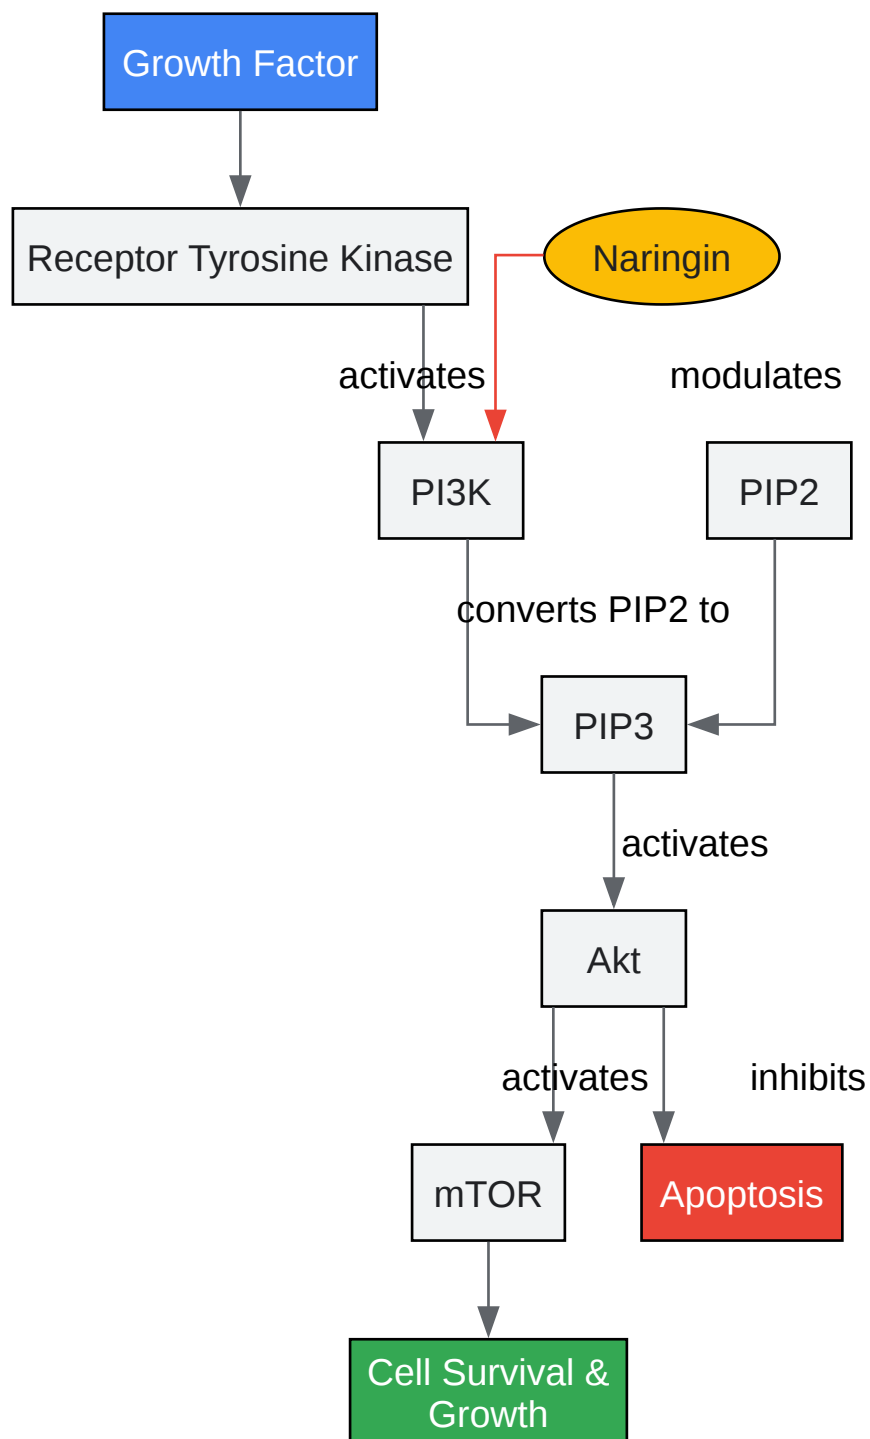 Growth Factor
Receptor Tyrosine Kinase
Naringin
activates
modulates
PI3K
PIP2
converts PIP2 to
PIP3
activates
Akt
activates
inhibits
mTOR
Apoptosis
Cell Survival &
Growth